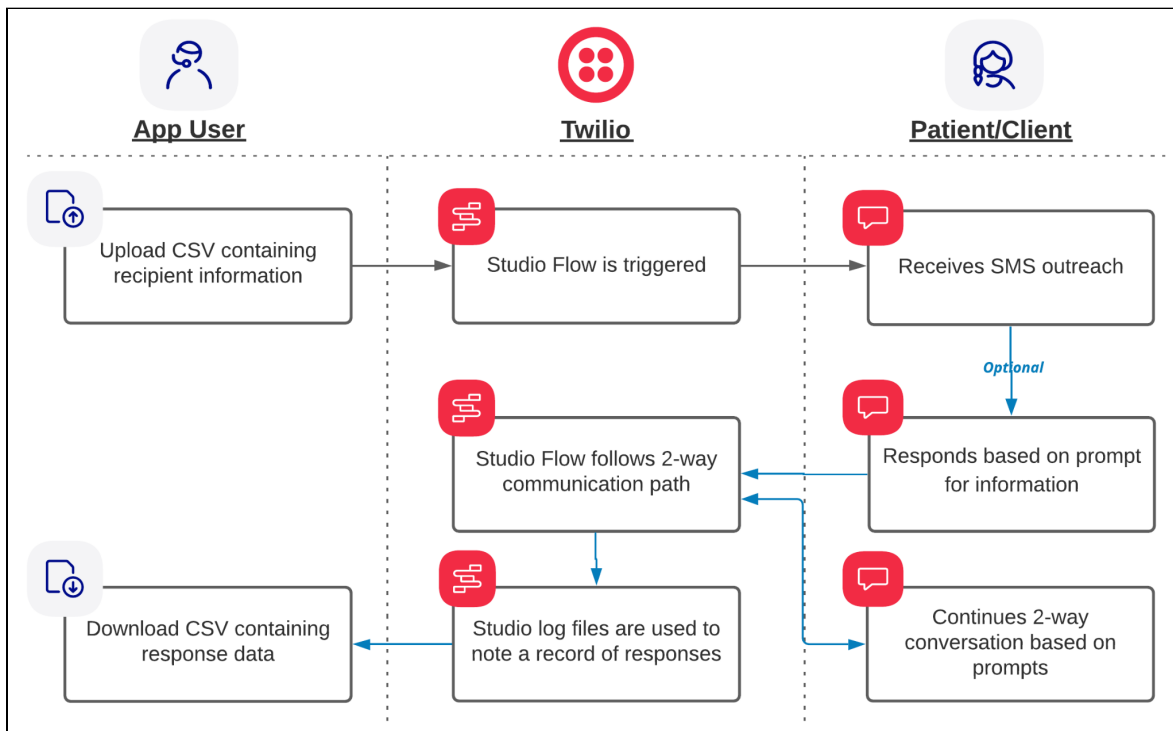 App User
Twilio
Patient/Client
Upload CSV containing
recipient information
Studio Flow is triggered
Receives SMS outreach
Optional
Studio Flow follows 2-way
communication path
Responds based on prompt
for information
Download CSV containing
response data
Studio log files are used to
note a record of responses
Continues 2-way
conversation based on
prompts